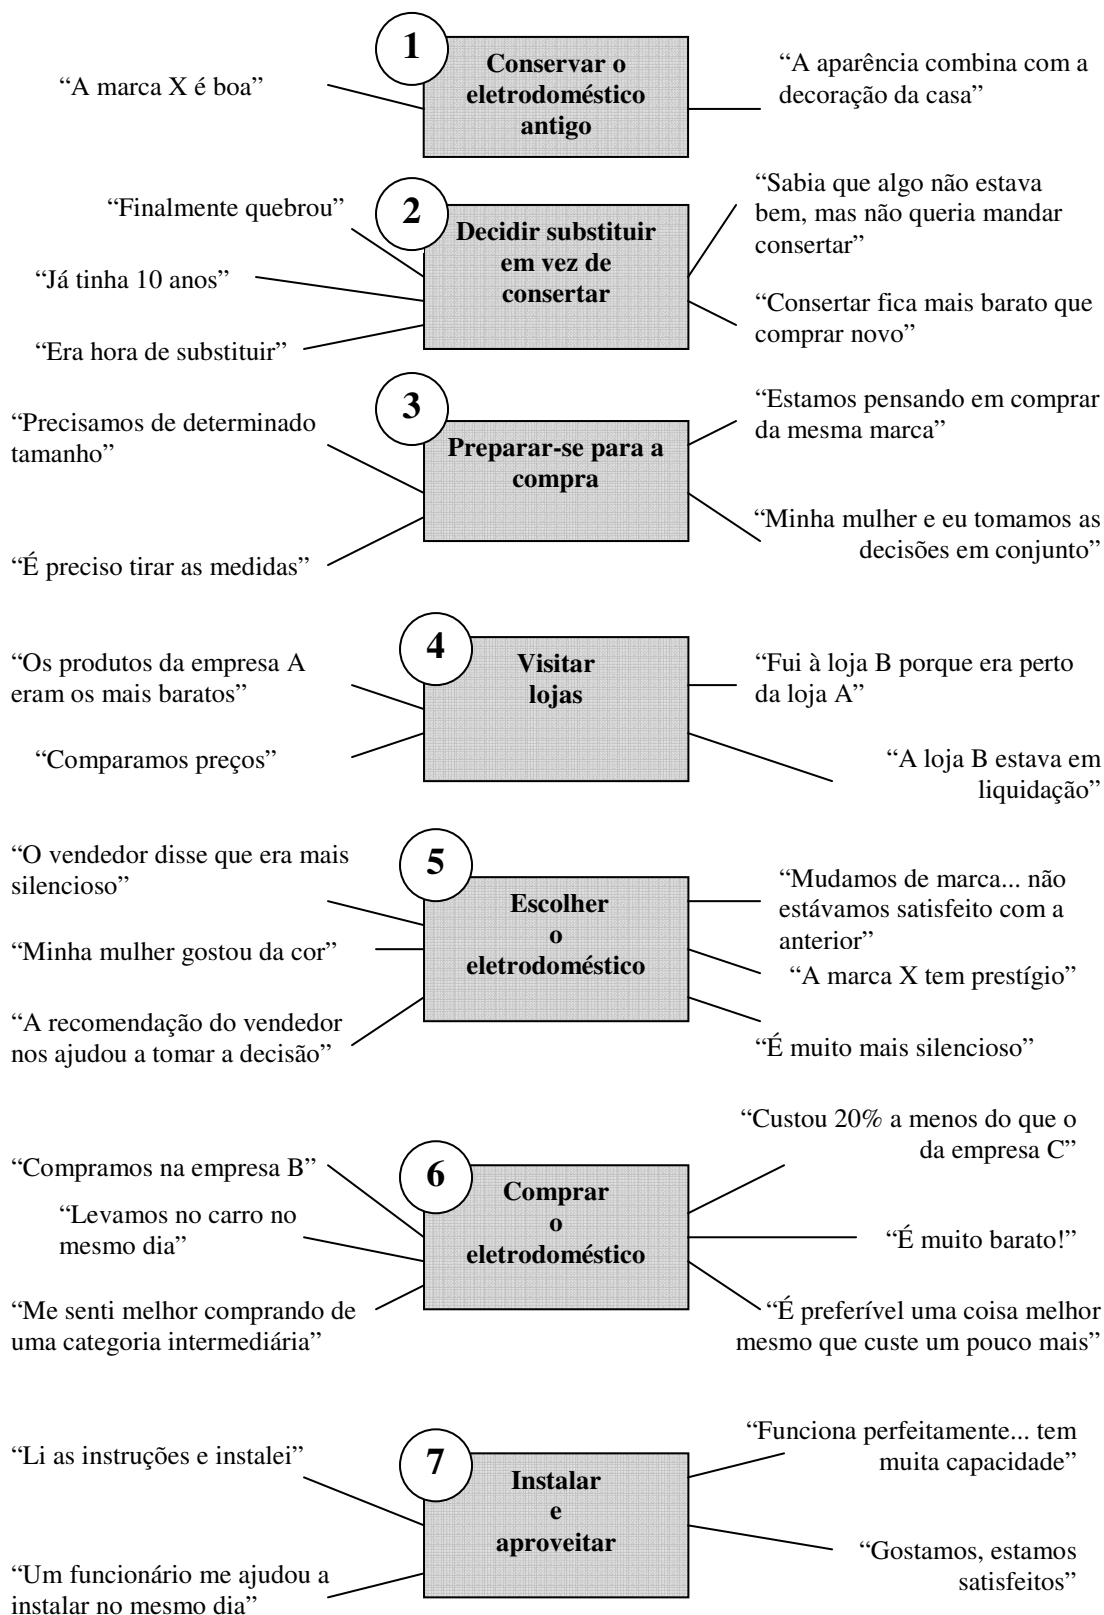 1
Conservar o
eletrodoméstico
antigo
“A marca X é boa”
“A aparência combina com a
decoração da casa”
2
Decidir substituir
em vez de
consertar
“Finalmente quebrou”
“Já tinha 10 anos”
“Era hora de substituir”
“Sabia que algo não estava
bem, mas não queria mandar
consertar”
“Consertar fica mais barato que
comprar novo”
3
Preparar-se para a
compra
“Precisamos de determinado
tamanho”
“É preciso tirar as medidas”
“Estamos pensando em comprar
da mesma marca”
“Minha mulher e eu tomamos as
decisões em conjunto”
4
Visitar
lojas
“Os produtos da empresa A
eram os mais baratos”
“Comparamos preços”
“Fui à loja B porque era perto
da loja A”
“A loja B estava em
liquidação”
5
Escolher
o
eletrodoméstico
“O vendedor disse que era mais
silencioso”
“Minha mulher gostou da cor”
“A recomendação do vendedor
nos ajudou a tomar a decisão”
“Mudamos de marca... não
estávamos satisfeito com a
anterior”
“A marca X tem prestígio”
“É muito mais silencioso”
6
Comprar
o
eletrodoméstico
“Compramos na empresa B”
“Levamos no carro no
mesmo dia”
“Me senti melhor comprando de
uma categoria intermediária”
“Custou 20% a menos do que o
da empresa C”
“É muito barato!”
“É preferível uma coisa melhor
mesmo que custe um pouco mais”
7
Instalar
e
aproveitar
“Li as instruções e instalei”
“Um funcionário me ajudou a
instalar no mesmo dia”
“Funciona perfeitamente... tem
muita capacidade”
“Gostamos, estamos
satisfeitos”